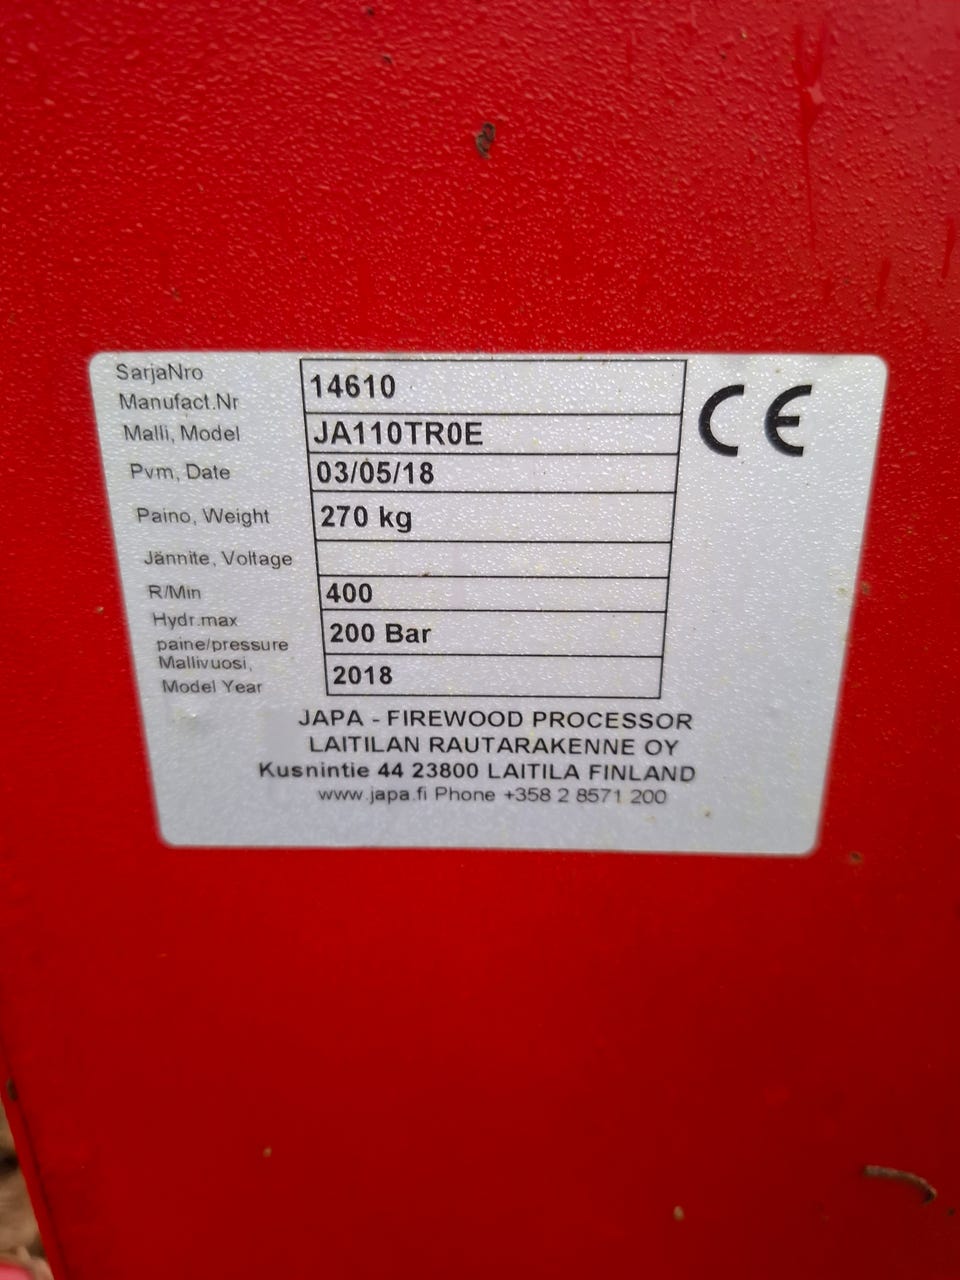 SarjaNro
Manufact.Nr 14610
Malli, Model JA110TR0E
Pvm, Date 03/05/18
Paino, Weight 270 kg
Jännite, Voltage
R/Min 400
Hydr.max
paine/pressure 200 Bar
Mallivuosi,
Model Year 2018
CE
JAPA - FIREWOOD PROCESSOR
LAITILAN RAUTARAKENNE OY
Kusnintie 44 23800 LAITILA FINLAND
www.japa.fi Phone +358 2 8571 200